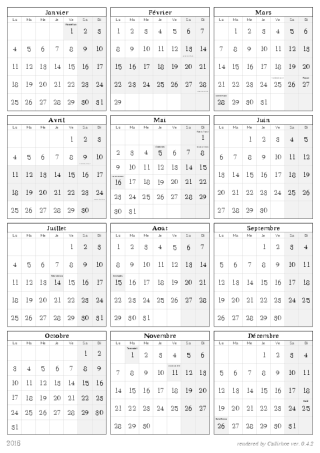 Janvier
Lu Ma Me Je Ve Sa Di
1 2 3
4 5 6 7 8 9 10
11 12 13 14 15 16 17
18 19 20 21 22 23 24
25 26 27 28 29 30 31
Février
Lu Ma Me Je Ve Sa Di
1 2 3 4 5 6 7
8 9 10 11 12 13 14
15 16 17 18 19 20 21
22 23 24 25 26 27 28
29
Mars
Lu Ma Me Je Ve Sa Di
1 2 3 4 5 6
7 8 9 10 11 12 13
14 15 16 17 18 19 20
21 22 23 24 25 26 27
28 29 30 31
Avril
Lu Ma Me Je Ve Sa Di
1 2 3
4 5 6 7 8 9 10
11 12 13 14 15 16 17
18 19 20 21 22 23 24
25 26 27 28 29 30
Mai
Lu Ma Me Je Ve Sa Di
1
2 3 4 5 6 7 8
9 10 11 12 13 14 15
16 17 18 19 20 21 22
23 24 25 26 27 28 29
30 31
Juin
Lu Ma Me Je Ve Sa Di
1 2 3 4 5
6 7 8 9 10 11 12
13 14 15 16 17 18 19
20 21 22 23 24 25 26
27 28 29 30
Juillet
Lu Ma Me Je Ve Sa Di
1 2 3
4 5 6 7 8 9 10
11 12 13 14 15 16 17
18 19 20 21 22 23 24
25 26 27 28 29 30 31
Aout
Lu Ma Me Je Ve Sa Di
1 2 3 4 5 6 7
8 9 10 11 12 13 14
15 16 17 18 19 20 21
22 23 24 25 26 27 28
29 30 31
Septembre
Lu Ma Me Je Ve Sa Di
1 2 3 4
5 6 7 8 9 10 11
12 13 14 15 16 17 18
19 20 21 22 23 24 25
26 27 28 29 30
Octobre
Lu Ma Me Je Ve Sa Di
1 2
3 4 5 6 7 8 9
10 11 12 13 14 15 16
17 18 19 20 21 22 23
24 25 26 27 28 29 30
31
Novembre
Lu Ma Me Je Ve Sa Di
1 2 3 4 5 6
7 8 9 10 11 12 13
14 15 16 17 18 19 20
21 22 23 24 25 26 27
28 29 30
Décembre
Lu Ma Me Je Ve Sa Di
1 2 3 4
5 6 7 8 9 10 11
12 13 14 15 16 17 18
19 20 21 22 23 24 25
26 27 28 29 30 31
2016
rendered by ver.